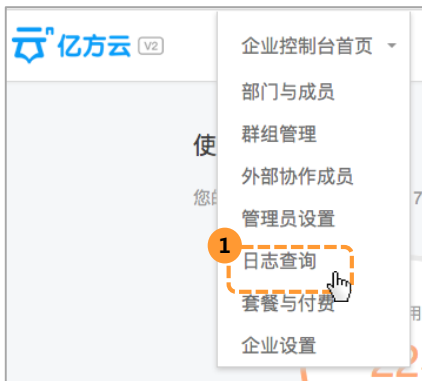 亿方云 V2
企业控制台首页
部门与成员
使
群组管理
外部协作成员
您的
7
管理员设置
1
日志查询
套餐与付费
用
企业设置
22